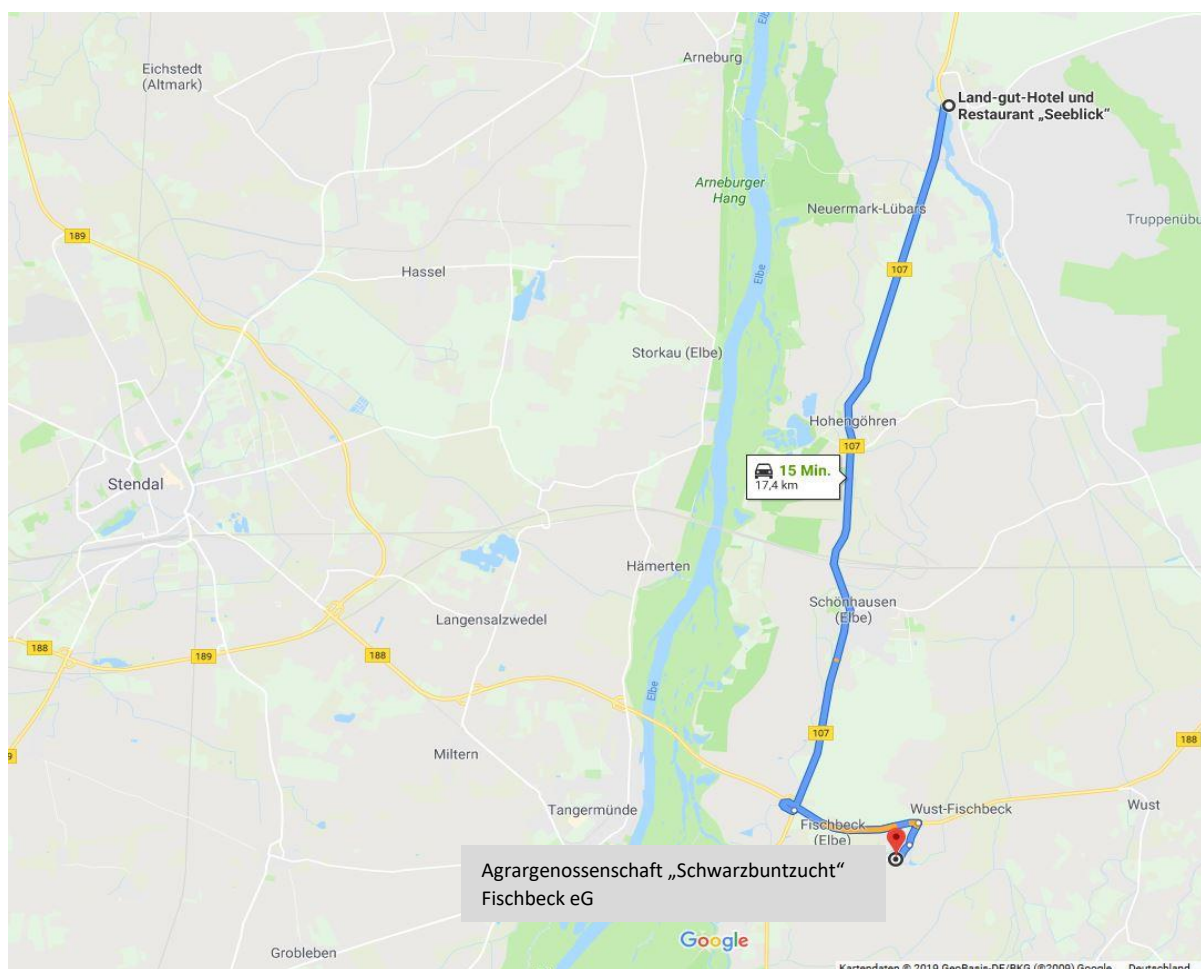 Elbe
Arneburg
Eichstedt
(Altmark)
Land-gut-Hotel und
Restaurant „Seeblick“
Arneburger
Hang
Neuermark-Lübars
Truppenübu
189
Hassel
107
Elbe
Storkau (Elbe)
Hohengöhren
107
15 Min.
17,4 km
Stendal
Hämerten
Schönhausen
(Elbe)
Langensalzwedel
188
189
188
Elbe
107
188
Miltern
9
Tangermünde
Wust-Fischbeck
Wust
Fischbeck
(Elbe)
Agrargenossenschaft „Schwarzbuntzucht“
Fischbeck eG
Grobleben
Google
Kartendaten © 2019 GeoBasis-DE/BKG (©2009) Google Deutschland